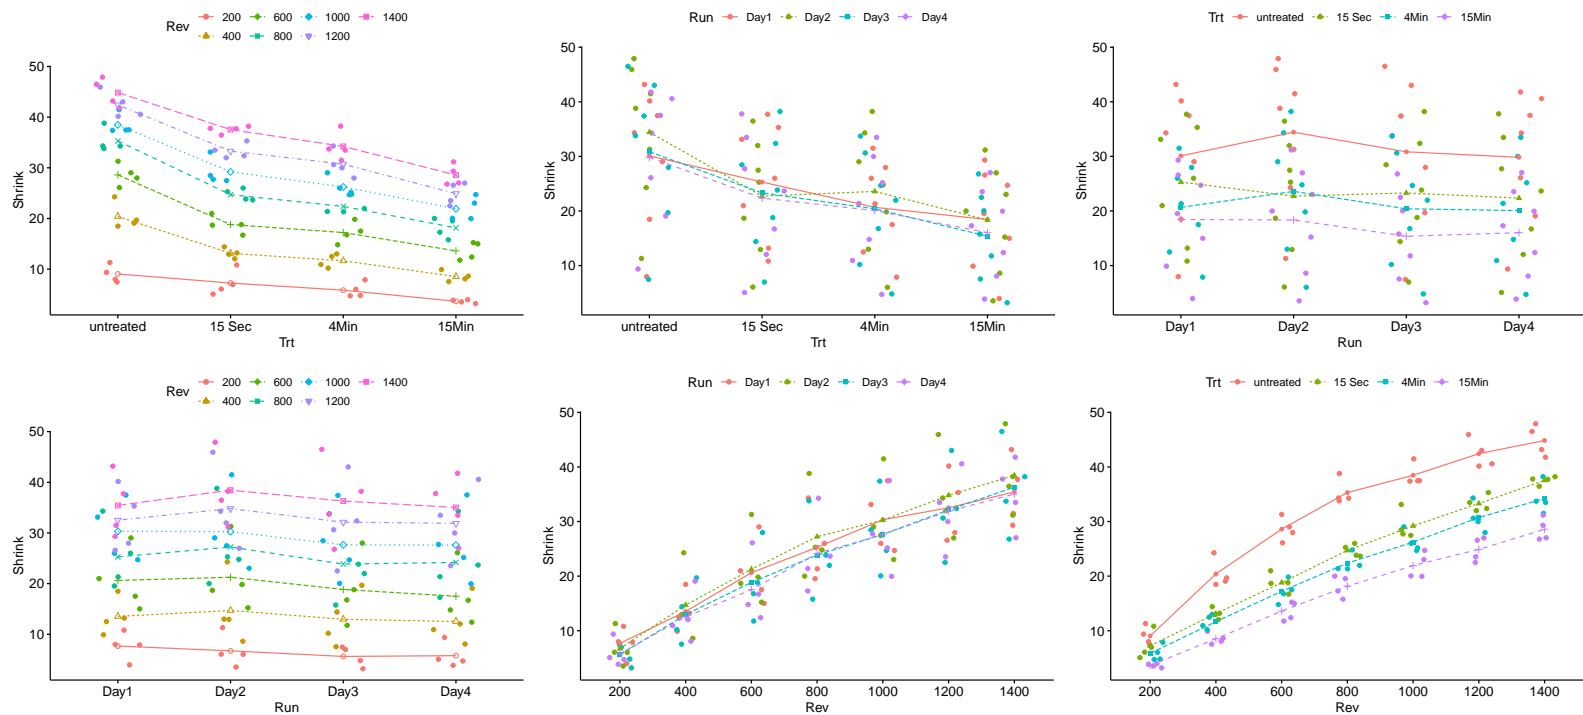 Rev 200 600 1000 1400
400 800 1200
Shrink
50
40
30
20
10
untreated 15 Sec 4Min 15Min
Trt
Run Day1 Day2 Day3 Day4
Shrink
50
40
30
20
10
untreated 15 Sec 4Min 15Min
Trt
Trt untreated 15 Sec 4Min 15Min
Shrink
50
40
30
20
10
Day1 Day2 Day3 Day4
Run
Rev 200 600 1000 1400
400 800 1200
Shrink
50
40
30
20
10
Day1 Day2 Day3 Day4
Run
Run Day1 Day2 Day3 Day4
Shrink
50
40
30
20
10
200 400 600 800 1000 1200 1400
Rev
Trt untreated 15 Sec 4Min 15Min
Shrink
50
40
30
20
10
200 400 600 800 1000 1200 1400
Rev